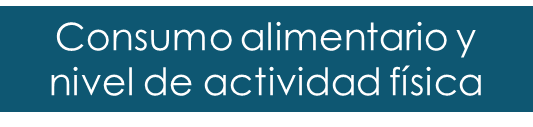 Consumo alimentario y
nivel de actividad física